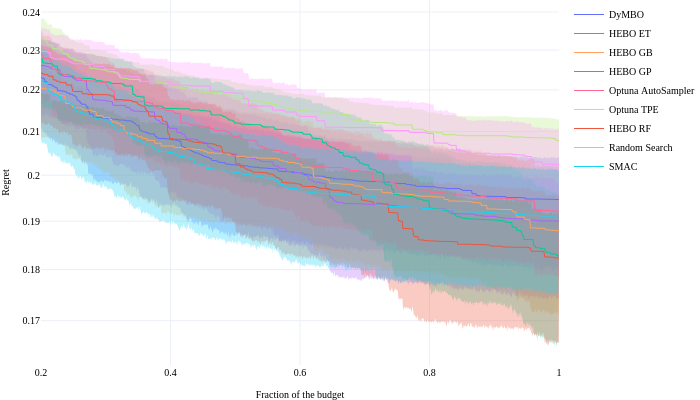 0.24
0.23
0.22
0.21
0.2
0.19
0.18
0.17
Regret
0.2
0.4
0.6
0.8
1
Fraction of the budget
DyMBO
HEBO ET
HEBO GB
HEBO GP
Optuna AutoSampler
Optuna TPE
HEBO RF
Random Search
SMAC